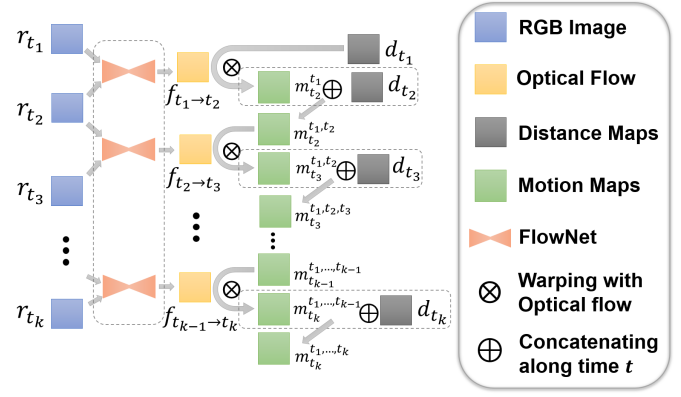 r_{t_1}
d_{t_1}
RGB Image
f_{t_1→t_2}
m_{t_2}^{t_1}
d_{t_2}
Optical Flow
r_{t_2}
m_{t_2}^{t_1,t_2}
Distance Maps
f_{t_2→t_3}
m_{t_3}^{t_1,t_2}
d_{t_3}
r_{t_3}
Motion Maps
m_{t_3}^{t_1,t_2,t_3}
FlowNet
m_{t_{k-1}}^{t_1,...,t_{k-1}}
Warping with
Optical flow
f_{t_{k-1}→t_k}
m_{t_k}^{t_1,...,t_{k-1}}
d_{t_k}
r_{t_k}
m_{t_k}^{t_1,...,t_k}
Concatenating
along time t